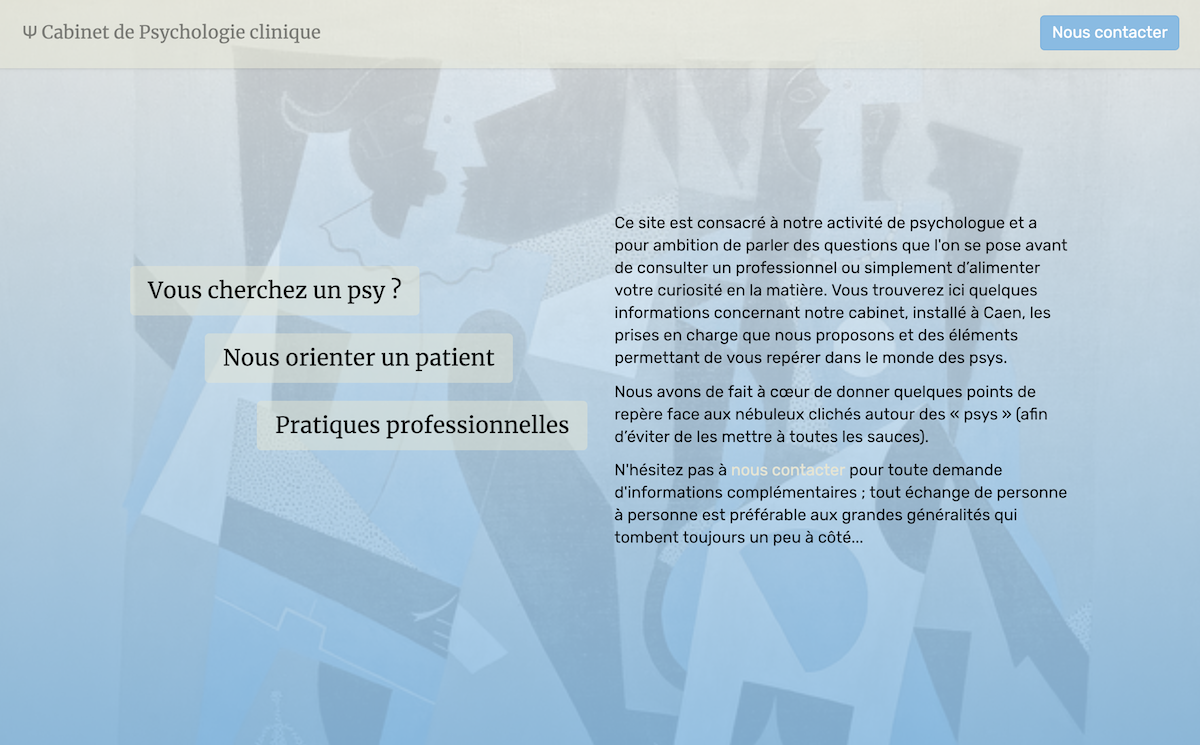 Ψ Cabinet de Psychologie clinique
Nous contacter
Vous cherchez un psy ?
Nous orienter un patient
Pratiques professionnelles
Ce site est consacré à notre activité de psychologue et a
pour ambition de parler des questions que l'on se pose avant
de consulter un professionnel ou simplement d’alimenter
votre curiosité en la matière. Vous trouverez ici quelques
informations concernant notre cabinet, installé à Caen, les
prises en charge que nous proposons et des éléments
permettant de vous repérer dans le monde des psys.
Nous avons de fait à cœur de donner quelques points de
repère face aux nébuleux clichés autour des « psys » (afin
d’éviter de les mettre à toutes les sauces).
N'hésitez pas à nous contacter pour toute demande
d'informations complémentaires ; tout échange de personne
à personne est préférable aux grandes généralités qui
tombent toujours un peu à côté...